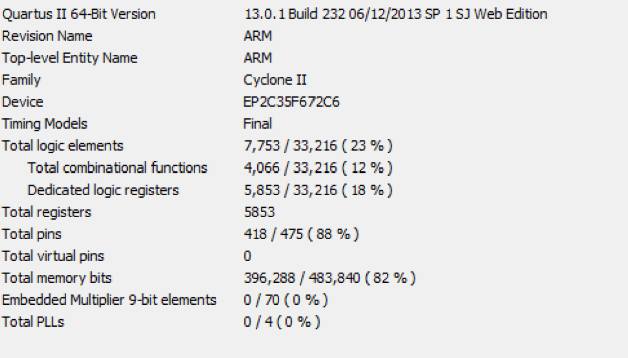 Quartus II 64-Bit Version 13.0.1 Build 232 06/12/2013 SP 1 SJ Web Edition
Revision Name ARM
Top-level Entity Name ARM
Family Cyclone II
Device EP2C35F672C6
Timing Models Final
Total logic elements 7,753 / 33,216 ( 23 % )
Total combinational functions 4,066 / 33,216 ( 12 % )
Dedicated logic registers 5,853 / 33,216 ( 18 % )
Total registers 5853
Total pins 418 / 475 ( 88 % )
Total virtual pins 0
Total memory bits 396,288 / 483,840 ( 82 % )
Embedded Multiplier 9-bit elements 0 / 70 ( 0 % )
Total PLLs 0 / 4 ( 0 % )